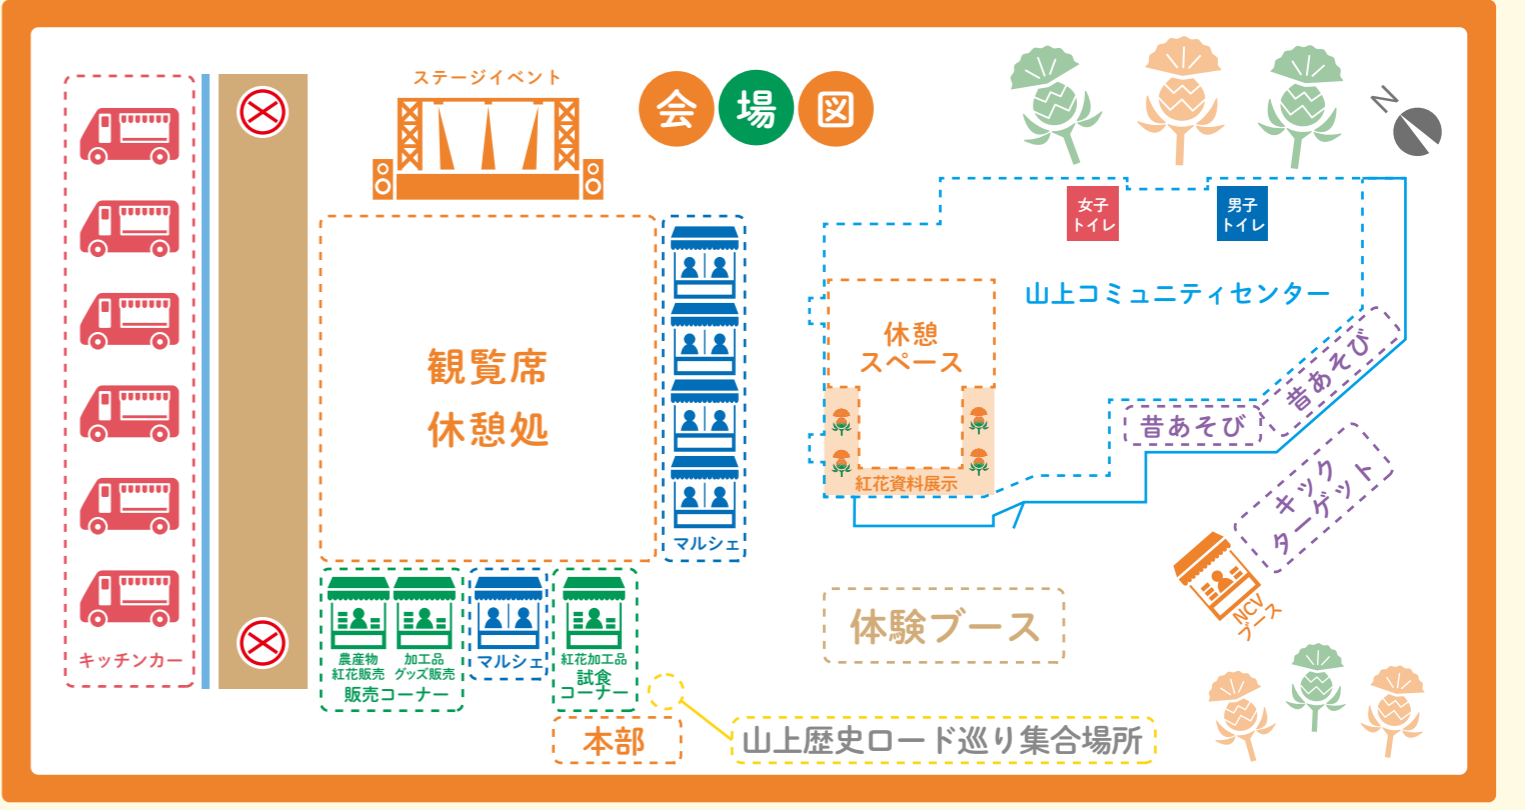 会場図
ステージイベント
N
女子
トイレ
男子
トイレ
山上コミュニティセンター
休憩
スペース
観覧席
休憩処
昔あそび
昔あそび
キック
ターゲット
紅花資料展示
マルシェ
NCV
ブース
体験ブース
キッチンカー
農産物
紅花販売
加工品
グッズ販売
販売コーナー
マルシェ
紅花加工品
試食
コーナー
本部
山上歴史ロード巡り集合場所